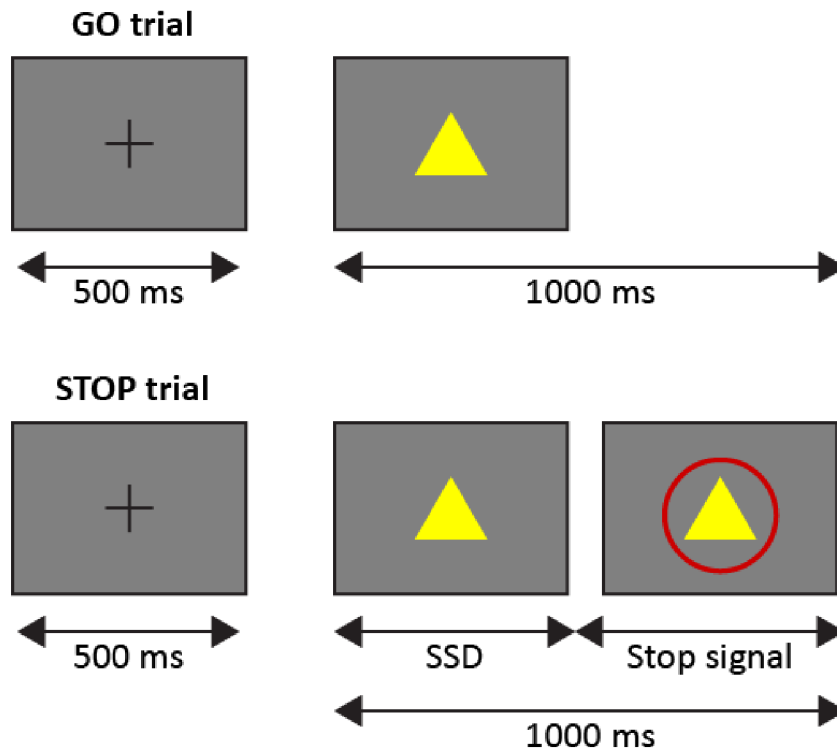 GO trial
500 ms
1000 ms
STOP trial
500 ms
SSD
Stop signal
1000 ms